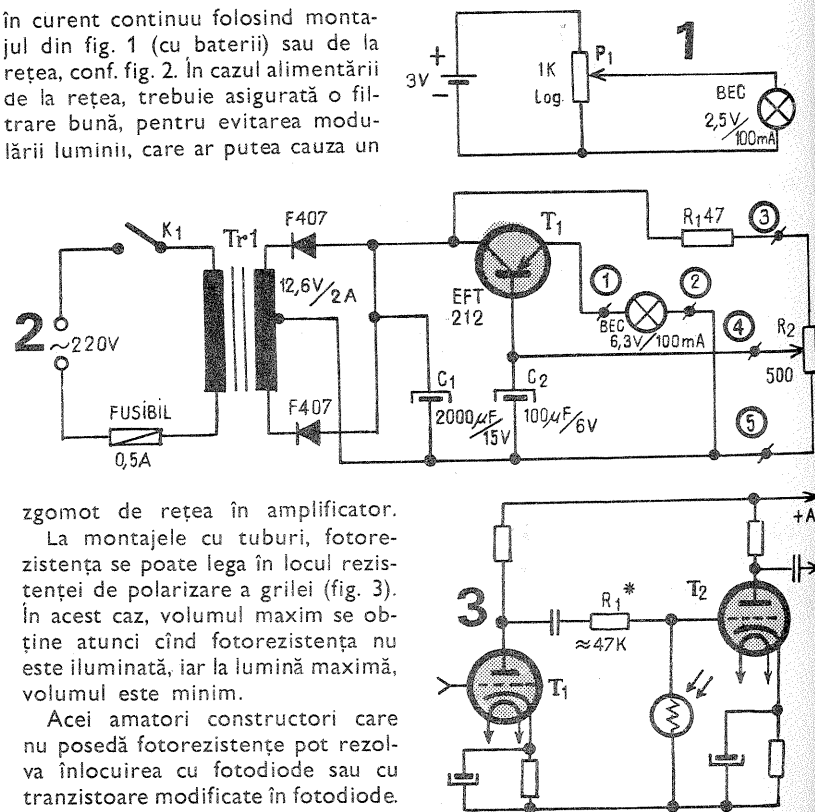 în curent continuu folosind monta-
jul din fig. 1 (cu baterii) sau de la
rețea, conf. fig. 2. În cazul alimentării
de la rețea, trebuie asigurată o fil-
trare bună, pentru evitarea modu-
lării luminii, care ar putea cauza un
1
+
3V
−
1K
Log.
P1
BEC
2,5V/100mA
2
K1
~220V
FUSIBIL
0,5A
Tr1
F407
12,6V/2A
F407
C1
2000µF/15V
EFT
212
T1
C2
100µF/6V
1
2
BEC
6,3V/100mA
R1 47
3
4
5
R2
500
zgomot de rețea în amplificator.
La montajele cu tuburi, fotore-
zistența se poate lega în locul rezis-
tenței de polarizare a grilei (fig. 3).
În acest caz, volumul maxim se ob-
ține atunci cînd fotorezistența nu
este iluminată, iar la lumină maximă,
volumul este minim.
Acei amatori constructori care
nu posedă fotorezistențe pot rezol-
va înlocuirea cu fotodiode sau cu
tranzistoare modificate în fotodiode.
3
R1*
≈47K
T1
T2
+A